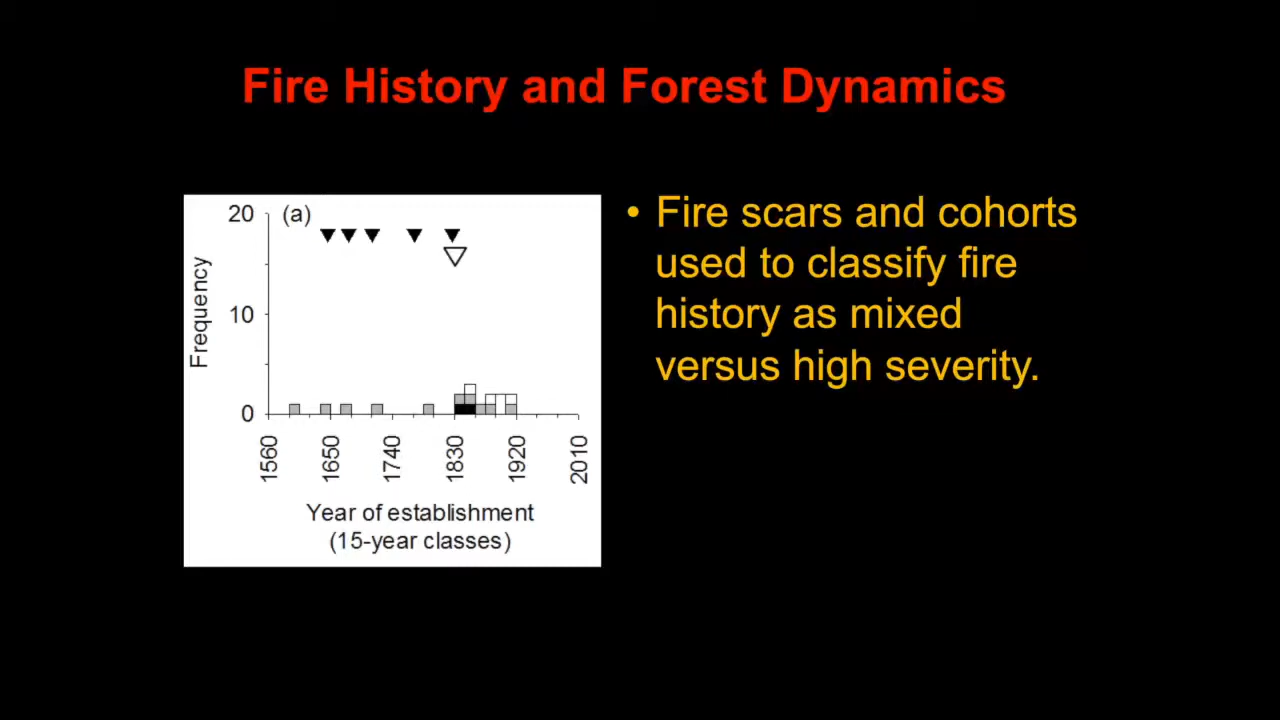 Fire History and Forest Dynamics
20
(a)
Frequency
10
0
1560
1650
1740
1830
1920
2010
Year of establishment
(15-year classes)
• Fire scars and cohorts
used to classify fire
history as mixed
versus high severity.